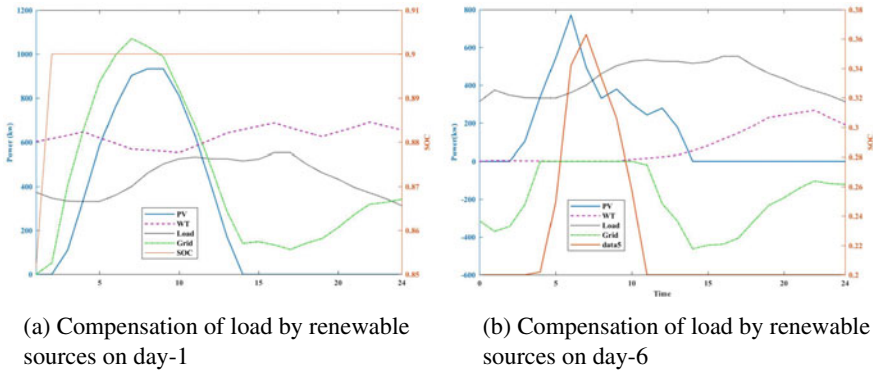 1200
1000
800
600
400
200
0
Power (kw)
5
10
15
20
24
0.91
0.9
0.89
0.88
0.87
0.86
0.85
SOC
PV
WT
Load
Grid
SOC
800
600
400
200
0
-200
-400
-600
Power(kw)
0
5
10
15
20
24
Time
0.38
0.36
0.34
0.32
0.3
0.28
0.26
0.24
0.22
0.2
SOC
PV
WT
Load
Grid
data5
(a) Compensation of load by renewable
sources on day-1
(b) Compensation of load by renewable
sources on day-6